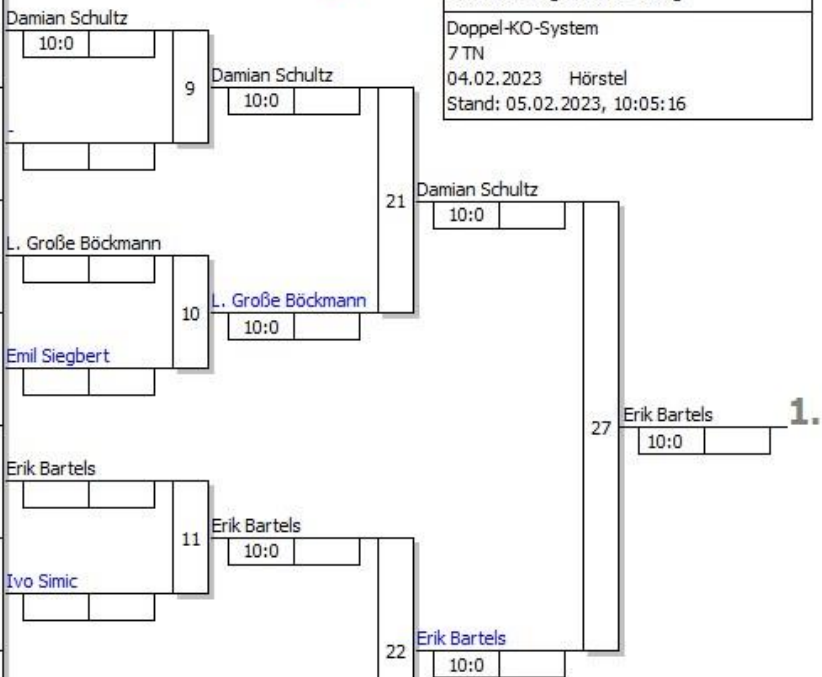 Damian Schultz
10:0
9
Damian Schultz
10:0
-
Doppel-KO-System
7 TN
04.02.2023 Hörstel
Stand: 05.02.2023, 10:05:16
21
Damian Schultz
10:0
L. Große Böckmann
10
L. Große Böckmann
10:0
Emil Siegbert
27
Erik Bartels
1.
10:0
Erik Bartels
11
Erik Bartels
10:0
Ivo Simic
22
Erik Bartels
10:0